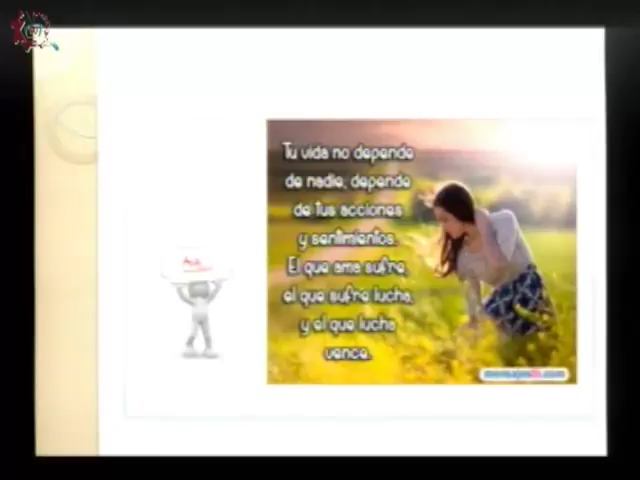 Tu vida no depende
de nadie, depende
de tus acciones
y sentimientos.
El que ama sufre,
el que sufre lucha,
y el que lucha
vence.